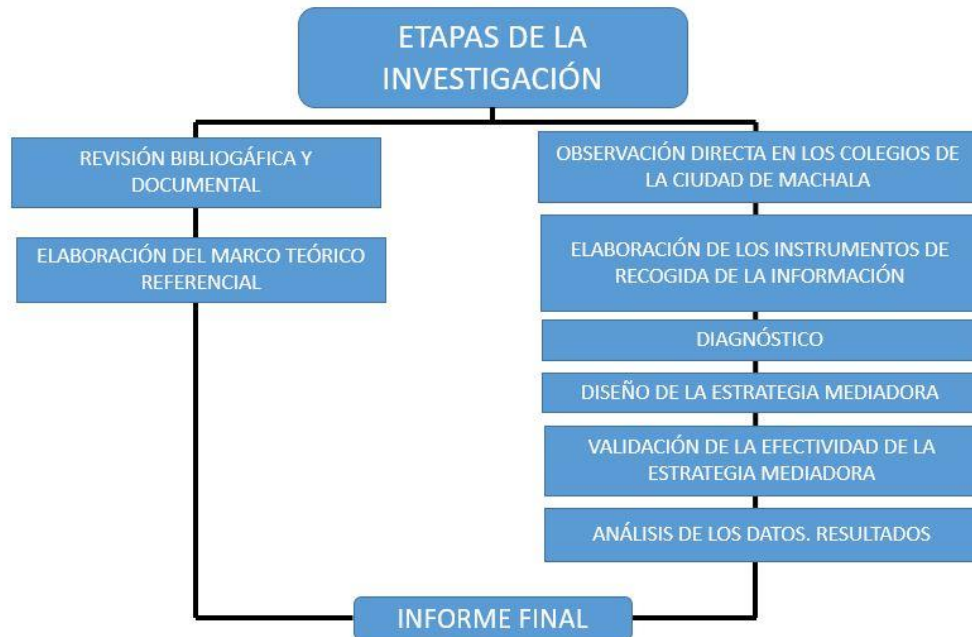 ETAPAS DE LA
INVESTIGACIÓN
REVISIÓN BIBLIOGÁFICA Y
DOCUMENTAL
ELABORACIÓN DEL MARCO TEÓRICO
REFERENCIAL
OBSERVACIÓN DIRECTA EN LOS COLEGIOS DE
LA CIUDAD DE MACHALA
ELABORACIÓN DE LOS INSTRUMENTOS DE
RECOGIDA DE LA INFORMACIÓN
DIAGNÓSTICO
DISEÑO DE LA ESTRATEGIA MEDIADORA
VALIDACIÓN DE LA EFECTIVIDAD DE LA
ESTRATEGIA MEDIADORA
ANÁLISIS DE LOS DATOS. RESULTADOS
INFORME FINAL